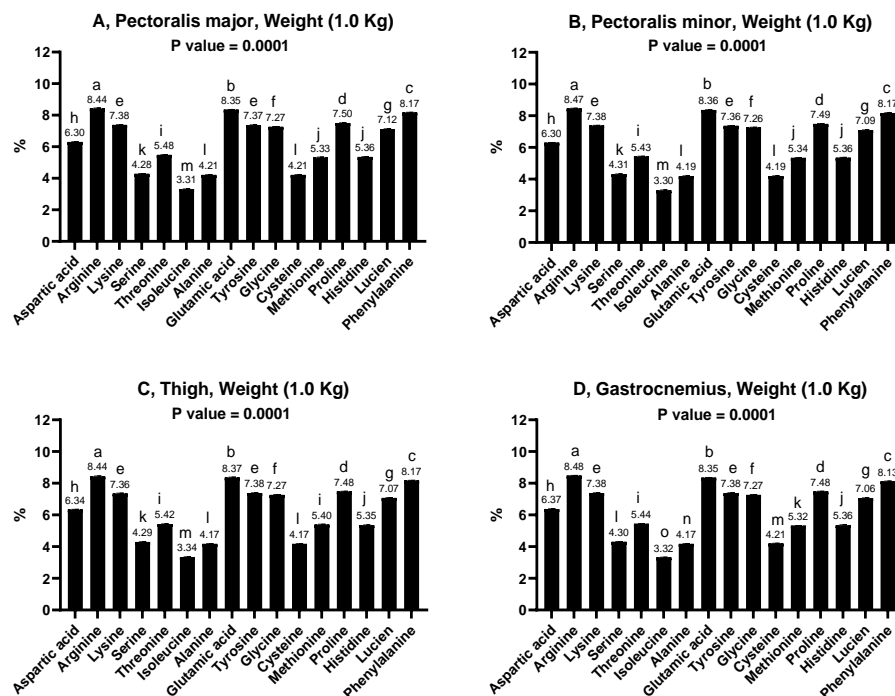 A, Pectoralis major, Weight (1.0 Kg)
P value = 0.0001
%
12
10
8
6
4
2
0
h a e k i m l b e f l j d j g c
6.30 8.44 7.38 4.28 5.48 3.31 4.21 8.35 7.37 7.27 4.21 5.33 7.50 5.36 7.12 8.17
Aspartic acid
Arginine
Lysine
Serine
Threonine
Isoleucine
Alanine
Glutamic acid
Tyrosine
Glycine
Cysteine
Methionine
Proline
Histidine
Lucien
Phenylalanine
B, Pectoralis minor, Weight (1.0 Kg)
P value = 0.0001
%
12
10
8
6
4
2
0
h a e k i m l b e f l j d j g c
6.30 8.47 7.38 4.31 5.43 3.30 4.19 8.36 7.36 7.26 4.19 5.34 7.49 5.36 7.09 8.17
Aspartic acid
Arginine
Lysine
Serine
Threonine
Isoleucine
Alanine
Glutamic acid
Tyrosine
Glycine
Cysteine
Methionine
Proline
Histidine
Lucien
Phenylalanine
C, Thigh, Weight (1.0 Kg)
P value = 0.0001
%
12
10
8
6
4
2
0
h a e k i m l b e f l i d j g c
6.34 8.44 7.36 4.29 5.42 3.34 4.17 8.37 7.38 7.27 4.17 5.40 7.48 5.35 7.07 8.17
Aspartic acid
Arginine
Lysine
Serine
Threonine
Isoleucine
Alanine
Glutamic acid
Tyrosine
Glycine
Cysteine
Methionine
Proline
Histidine
Lucien
Phenylalanine
D, Gastrocnemius, Weight (1.0 Kg)
P value = 0.0001
%
12
10
8
6
4
2
0
h a e l i o n b e f m k d j g c
6.37 8.48 7.38 4.30 5.44 3.32 4.17 8.35 7.38 7.27 4.21 5.32 7.48 5.36 7.06 8.13
Aspartic acid
Arginine
Lysine
Serine
Threonine
Isoleucine
Alanine
Glutamic acid
Tyrosine
Glycine
Cysteine
Methionine
Proline
Histidine
Lucien
Phenylalanine